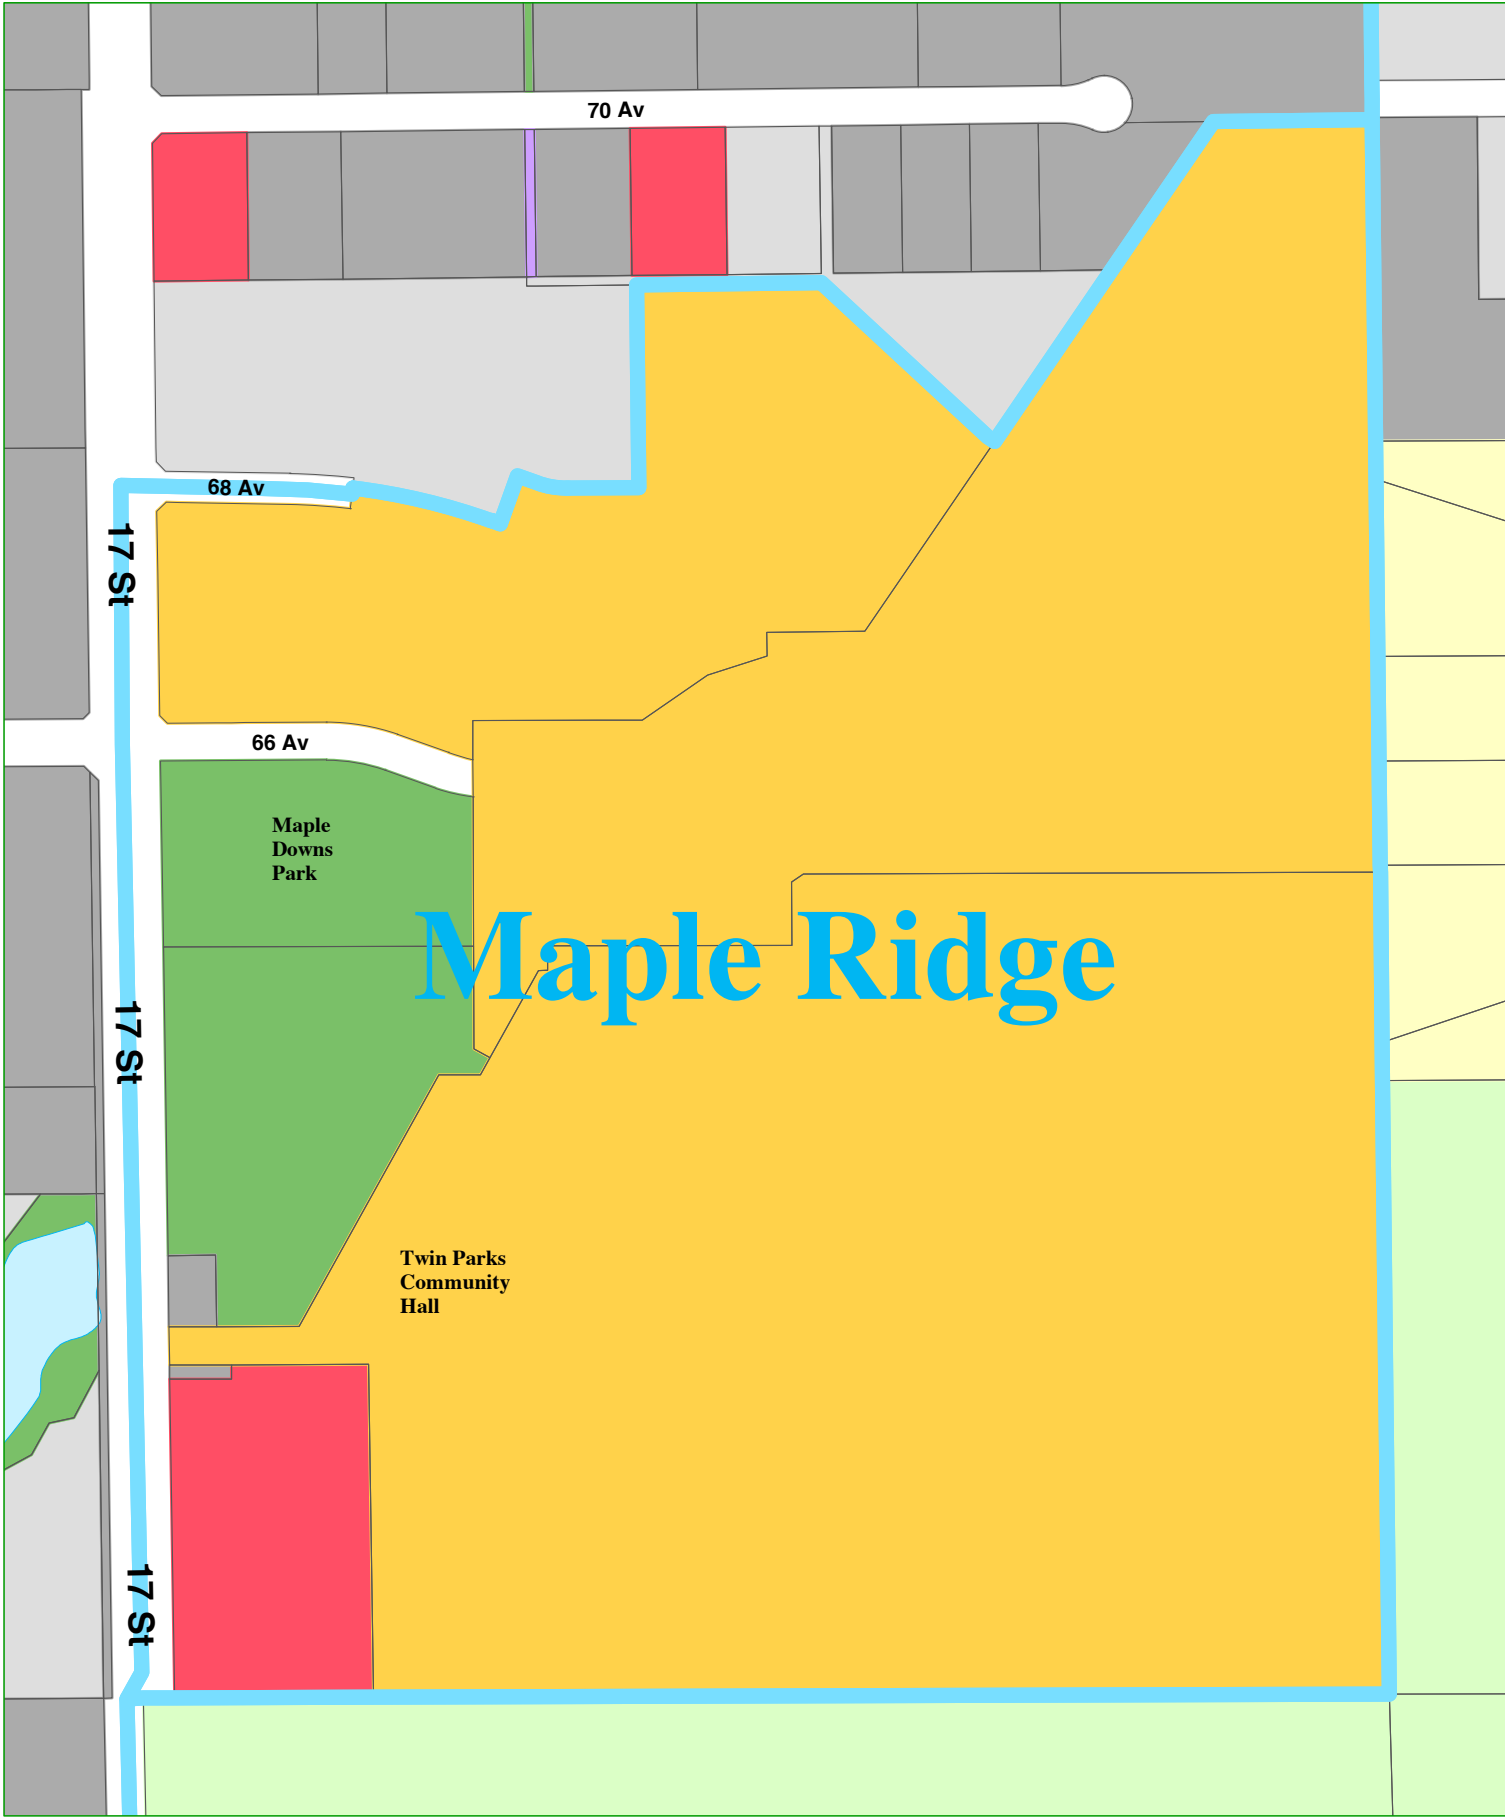 70 Av
68 Av
17 St
66 Av
Maple
Downs
Park
Maple Ridge
17 St
Twin Parks
Community
Hall
17 St